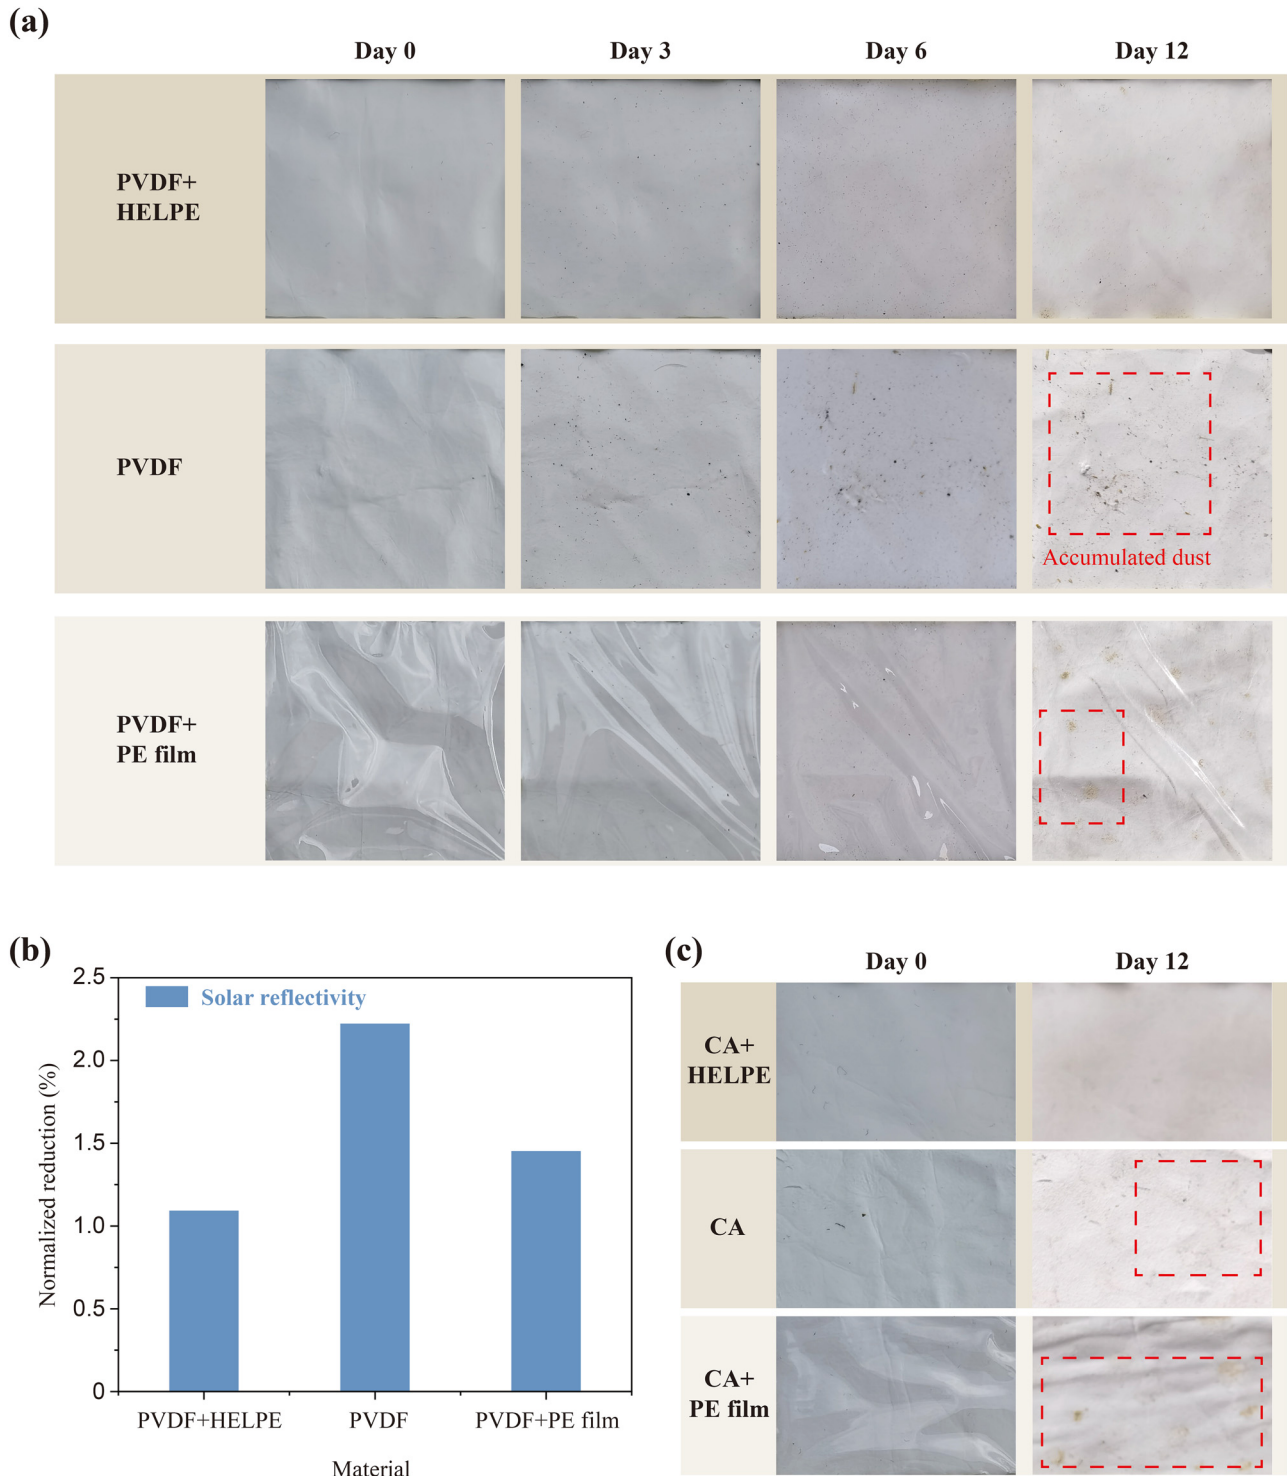 (a)
Day 0
Day 3
Day 6
Day 12
PVDF+
HELPE
PVDF
Accumulated dust
PVDF+
PE film
(b)
2.5
2.0
1.5
1.0
0.5
0
Normalized reduction (%)
Solar reflectivity
PVDF+HELPE
PVDF
PVDF+PE film
Material
(c)
Day 0
Day 12
CA+
HELPE
CA
CA+
PE film